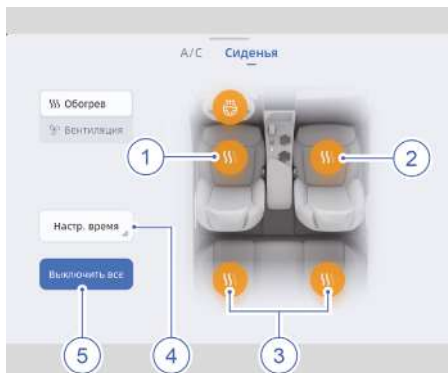 A/C Сиденья
Обогрев
Вентиляция
1
2
Настр. время
Выключить все
5
4
3